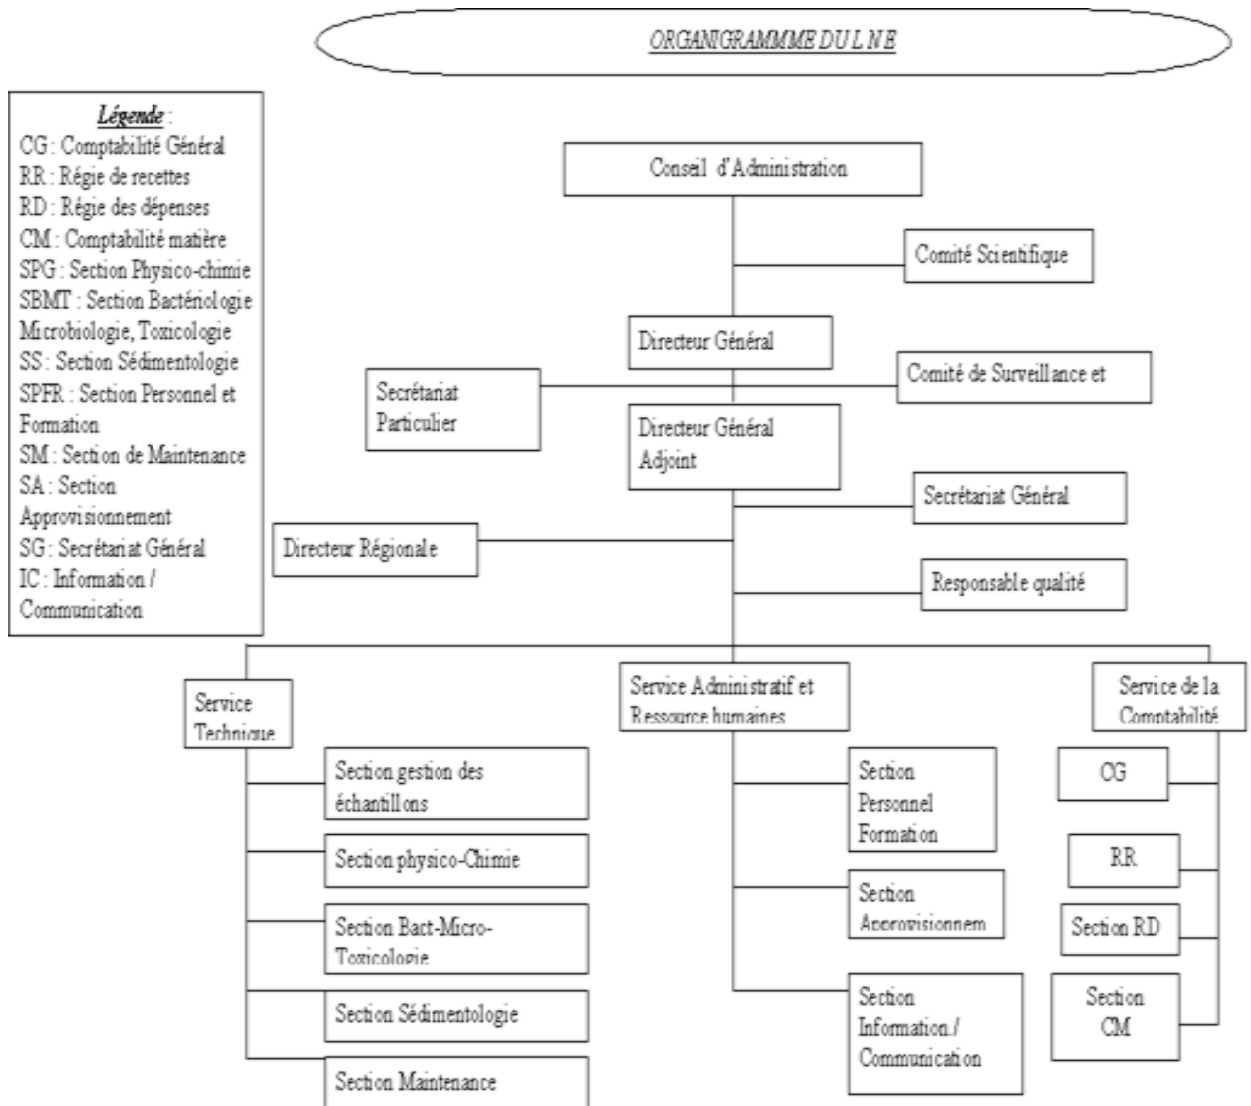 ORGANIGRAMMME DU L N E
Légende :
CG : Comptabilité Général
RR : Régie de recettes
RD : Régie des dépenses
CM : Comptabilité matière
SPG : Section Physico-chimie
SBMT : Section Bactériologie
Microbiologie, Toxicologie
SS : Section Sédimentologie
SPFR : Section Personnel et
Formation
SM : Section de Maintenance
SA : Section
Approvisionnement
SG : Secrétariat Général
IC : Information /
Communication
Conseil d'Administration
Comité Scientifique
Directeur Général
Secrétariat
Particulier
Comité de Surveillance et
Directeur Général
Adjoint
Secrétariat Général
Directeur Régionale
Responsable qualité
Service
Technique
Service Administratif et
Ressource humaines
Service de la
Comptabilité
Section gestion des
échantillons
Section physico-Chimie
Section Bact-Micro-
Toxicologie
Section Sédimentologie
Section Maintenance
Section
Personnel
Formation
Section
Approvisionnem
Section
Information /
Communication
CG
RR
Section RD
Section
CM